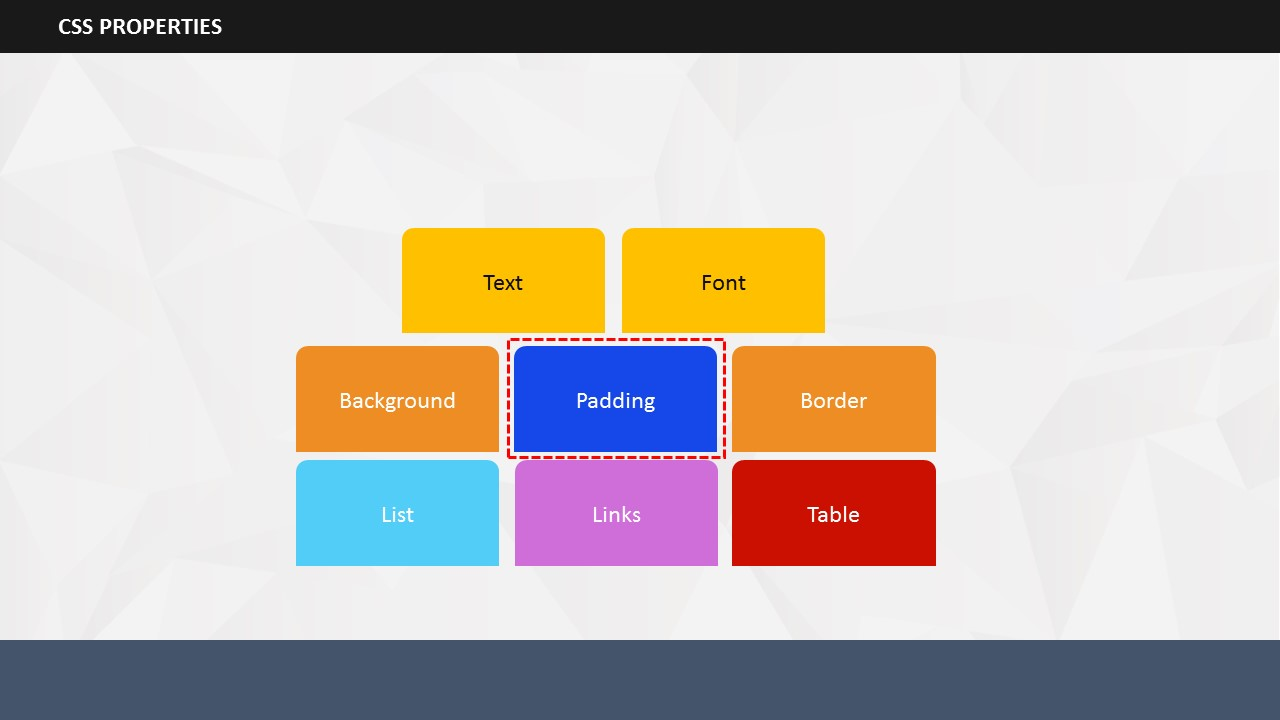 CSS PROPERTIES
Text
Font
Background
Padding
Border
List
Links
Table